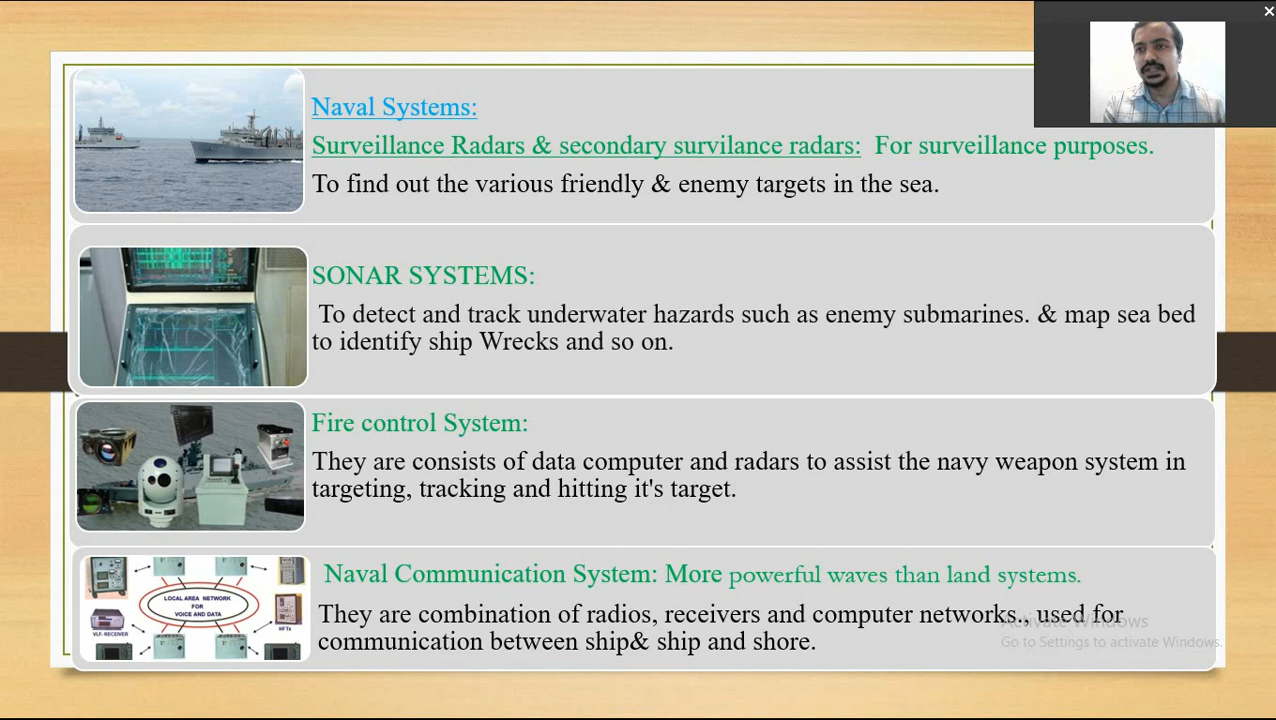 Naval Systems:
Surveillance Radars & secondary survilance radars:  For surveillance purposes.
To find out the various friendly & enemy targets in the sea.
SONAR SYSTEMS:
To detect and track underwater hazards such as enemy submarines. & map sea bed
to identify ship Wrecks and so on.
Fire control System:
They are consists of data computer and radars to assist the navy weapon system in
targeting, tracking and hitting it's target.
LOCAL AREA NETWORK
FOR
VOICE AND DATA
VLF- RECEIVER
HFTx
Naval Communication System: More powerful waves than land systems.
They are combination of radios, receivers and computer networks., used for
communication between ship& ship and shore.
Activate Windows
Go to Settings to activate Windows.